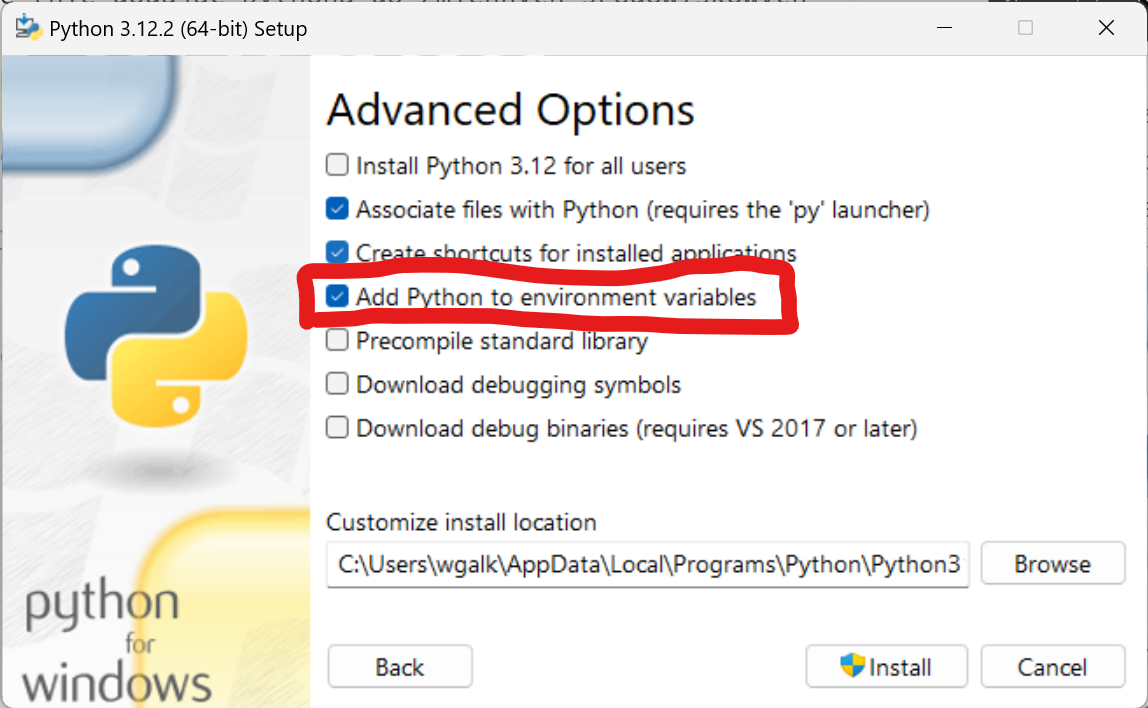 Python 3.12.2 (64-bit) Setup
Advanced Options
Install Python 3.12 for all users
Associate files with Python (requires the 'py' launcher)
Create shortcuts for installed applications
Add Python to environment variables
Precompile standard library
Download debugging symbols
Download debug binaries (requires VS 2017 or later)
Customize install location
C:\Users\wgalk\AppData\Local\Programs\Python\Python3
Browse
python
for
windows
Back
Install
Cancel